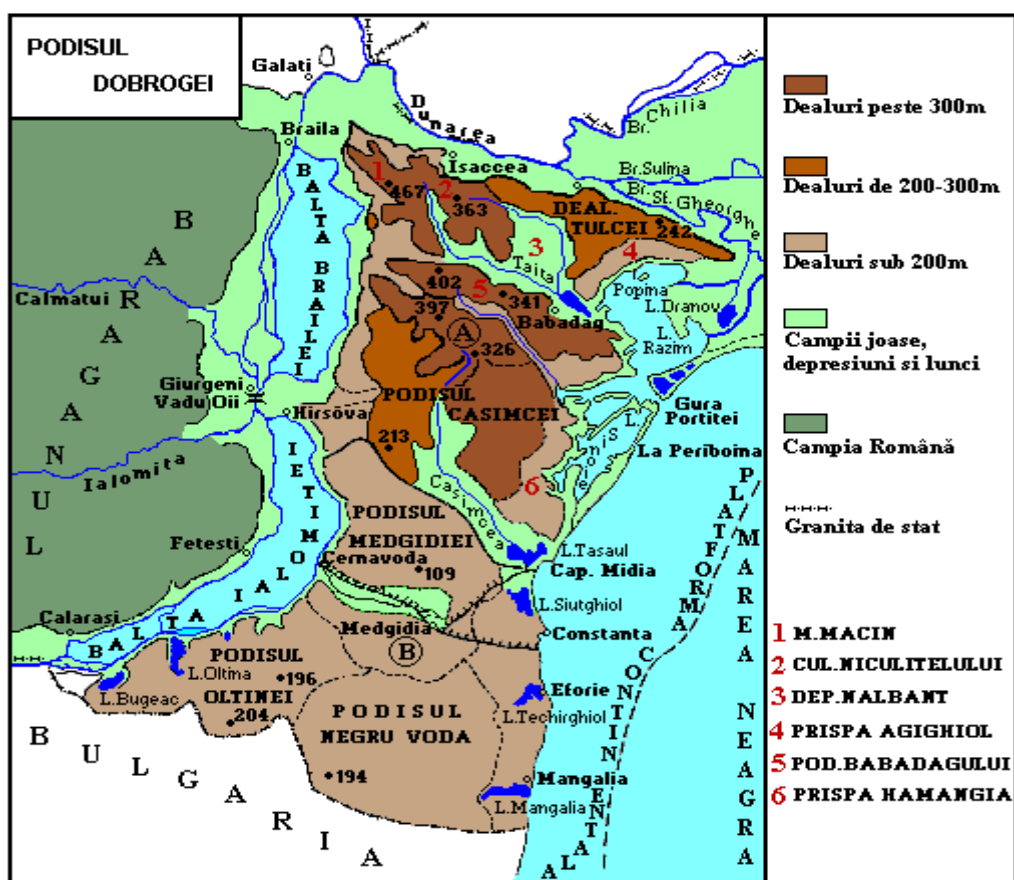 PODISUL
DOBROGEI
Galati
Dunarea
Br. Chilia
Braila
Isaccea
Br.Sulina
Br. St. Gheorghe
1
467
2
363
DEAL.
TULCEI
242
3
4
Taita
BALTA BRAILEI
BARAGANUL
Calmatui
402
5
341
Popina
L.Dranov
397
Babadag
L.
Razim
A
326
Giurgeni
Vadu Oii
PODISUL
CASIMCEI
Hirsova
Gura
Portitei
L. Sinoe
213
La Periboina
Ialomita
Casimcea
6
PODISUL
MEDGIDIEI
Fetesti
Cernavoda
109
L.Tasaul
Cap. Midia
L.Siutghiol
BALTA IALOMITEI
Calarasi
Medgidia
B
Constanta
PODISUL
OLTINEI
L.Oltina
196
L.Bugeac
204
Eforie
L.Techirghiol
PODISUL
NEGRU VODA
194
Mangalia
L.Mangalia
BULGARIA
PLATFORMA CONTINENTALA
MAREA NEAGRA
Dealuri peste 300m
Dealuri de 200-300m
Dealuri sub 200m
Campii joase,
depresiuni si lunci
Campia Română
Granita de stat
1 M.MACIN
2 CUL.NICULITELULUI
3 DEP.NALBANT
4 PRISPA AGIGHIOL
5 POD.BABADAGULUI
6 PRISPA HAMANGIA